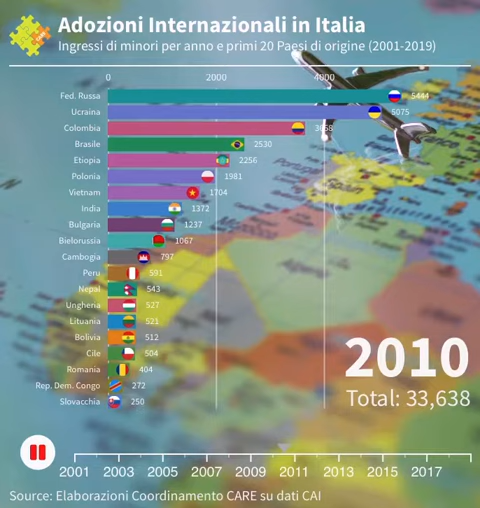 Adozioni Internazionali in Italia
Ingressi di minori per anno e primi 20 Paesi di origine (2001-2019)
0 2000 4000
Fed. Russa 5444
Ucraina 5075
Colombia 3658
Brasile 2530
Etiopia 2256
Polonia 1981
Vietnam 1704
India 1372
Bulgaria 1237
Bielorussia 1067
Cambogia 797
Peru 591
Nepal 543
Ungheria 527
Lituania 521
Bolivia 512
Cile 504
Romania 404
Rep. Dem. Congo 272
Slovacchia 250
2010
Total: 33,638
2001 2003 2005 2007 2009 2011 2013 2015 2017
Source: Elaborazioni Coordinamento CARE su dati CAI